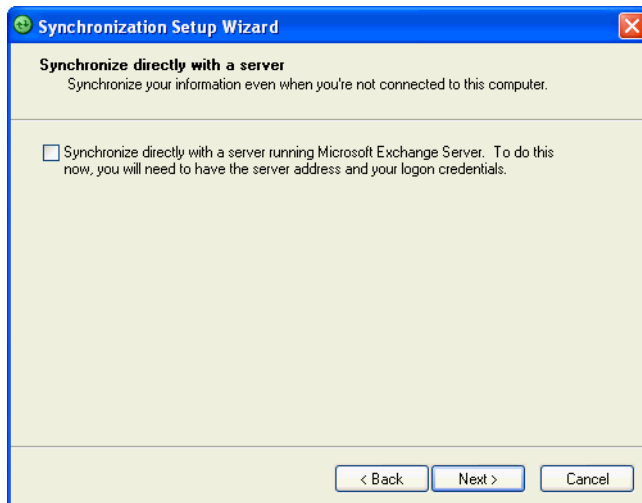 Synchronization Setup Wizard
Synchronize directly with a server
Synchronize your information even when you're not connected to this computer.
Synchronize directly with a server running Microsoft Exchange Server.  To do this
now, you will need to have the server address and your logon credentials.
< Back
Next >
Cancel